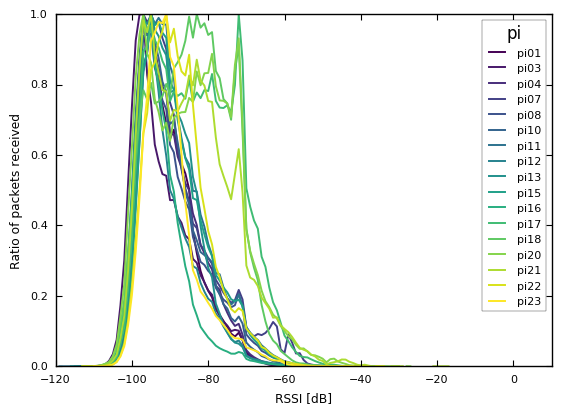 1.0
0.8
0.6
0.4
0.2
0.0
Ratio of packets received
−120 −100 −80 −60 −40 −20 0
RSSI [dB]
pi
pi01
pi03
pi04
pi07
pi08
pi10
pi11
pi12
pi13
pi15
pi16
pi17
pi18
pi20
pi21
pi22
pi23